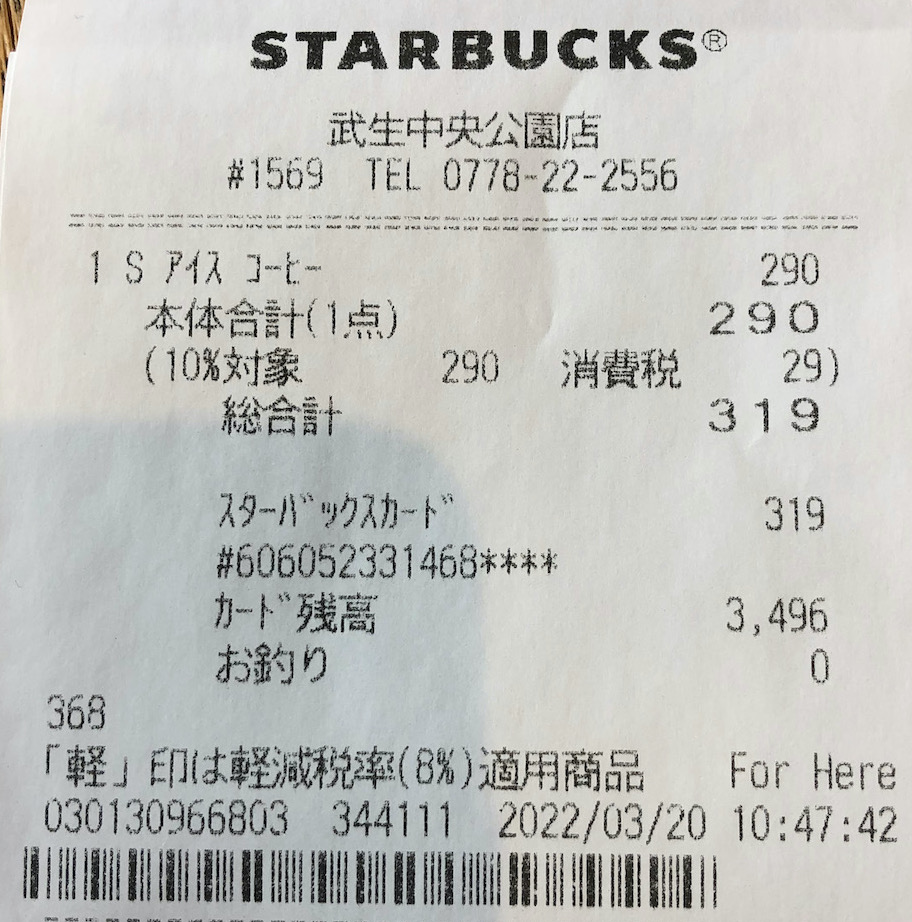 STARBUCKS®
武生中央公園店
#1569 TEL 0778-22-2556
1 S ｱｲｽ ｺｰﾋｰ 290
本体合計(1点) 290
(10%対象 290 消費税 29)
総合計 319
ｽﾀｰﾊﾞｯｸｽｶｰﾄﾞ 319
#606052331468****
ｶｰﾄﾞ残高 3,496
お釣り 0
368
「軽」印は軽減税率(8%)適用商品 For Here
030130966803 344111 2022/03/20 10:47:42